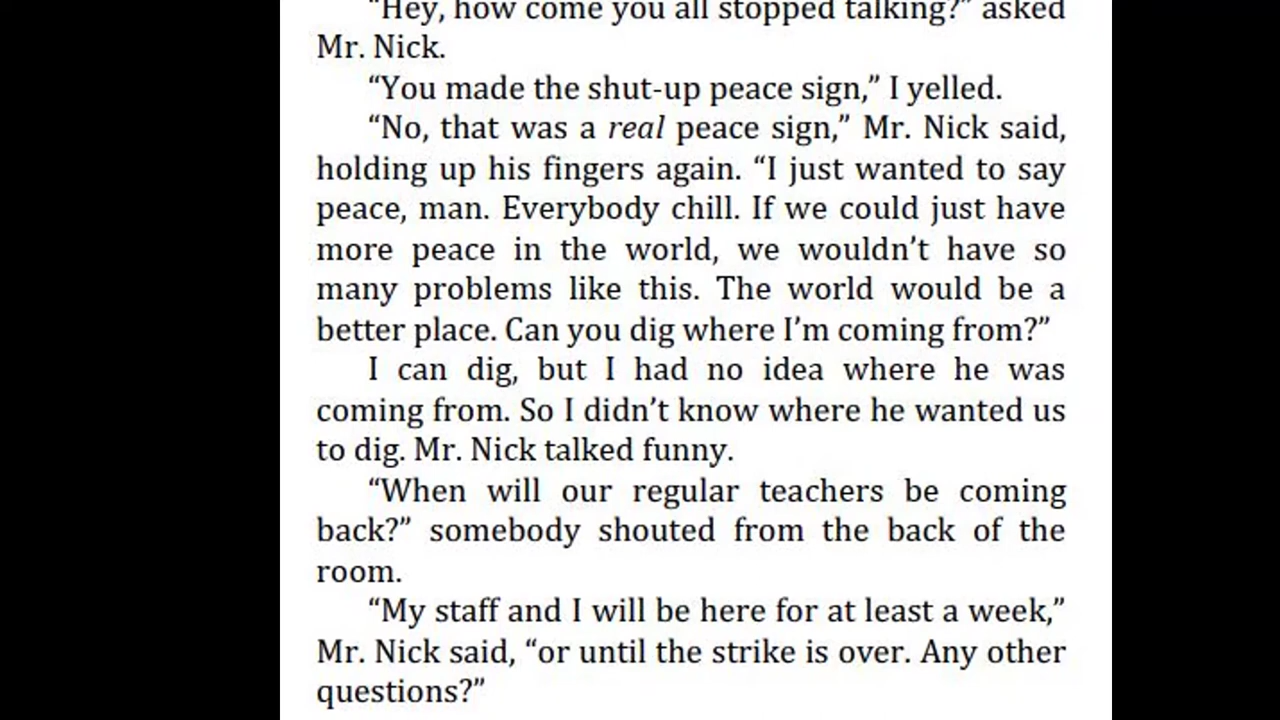 “Hey, how come you all stopped talking?” asked
Mr. Nick.
“You made the shut-up peace sign,” I yelled.
“No, that was a real peace sign,” Mr. Nick said,
holding up his fingers again. “I just wanted to say
peace, man. Everybody chill. If we could just have
more peace in the world, we wouldn’t have so
many problems like this. The world would be a
better place. Can you dig where I’m coming from?”
I can dig, but I had no idea where he was
coming from. So I didn’t know where he wanted us
to dig. Mr. Nick talked funny.
“When will our regular teachers be coming
back?” somebody shouted from the back of the
room.
“My staff and I will be here for at least a week,”
Mr. Nick said, “or until the strike is over. Any other
questions?”